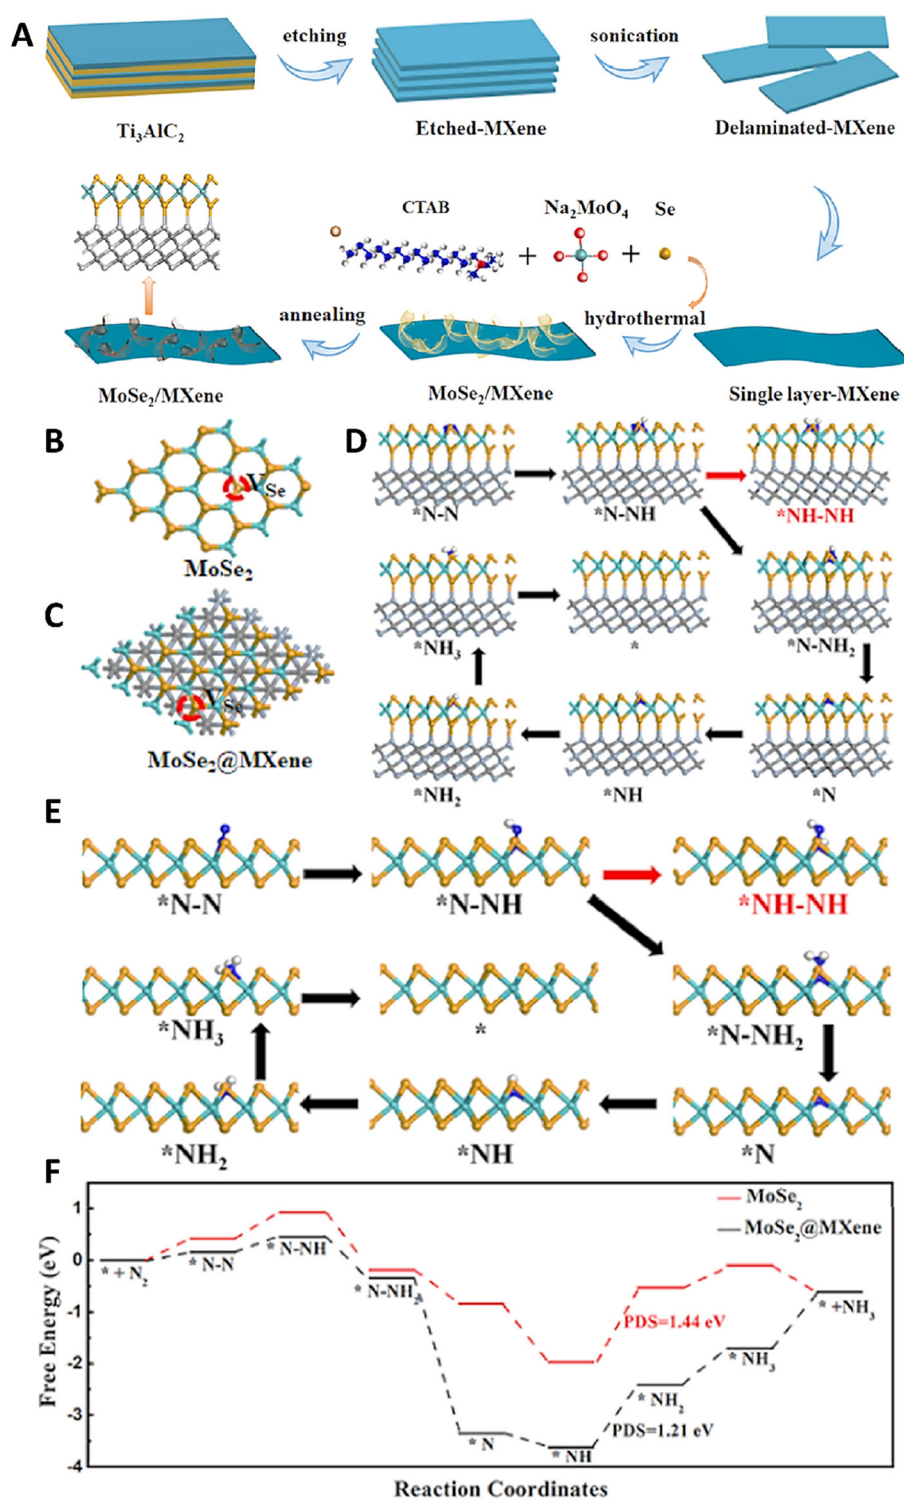 A
etching
sonication
Ti₃AlC₂
Etched-MXene
Delaminated-MXene
CTAB
Na₂MoO₄
Se
+
+
annealing
hydrothermal
MoSe₂/MXene
MoSe₂/MXene
Single layer-MXene
B
V_Se
MoSe₂
C
V_Se
MoSe₂@MXene
D
*N-N
*N-NH
*NH-NH
*NH₃
*
*N-NH₂
*NH₂
*NH
*N
E
*N-N
*N-NH
*NH-NH
*NH₃
*
*N-NH₂
*NH₂
*NH
*N
F
MoSe₂
MoSe₂@MXene
Free Energy (eV)
1
0
-1
-2
-3
-4
* + N₂
* N-N
* N-NH
* N-NH₂
* N
* NH
* NH₂
* NH₃
* +NH₃
PDS=1.44 eV
PDS=1.21 eV
Reaction Coordinates